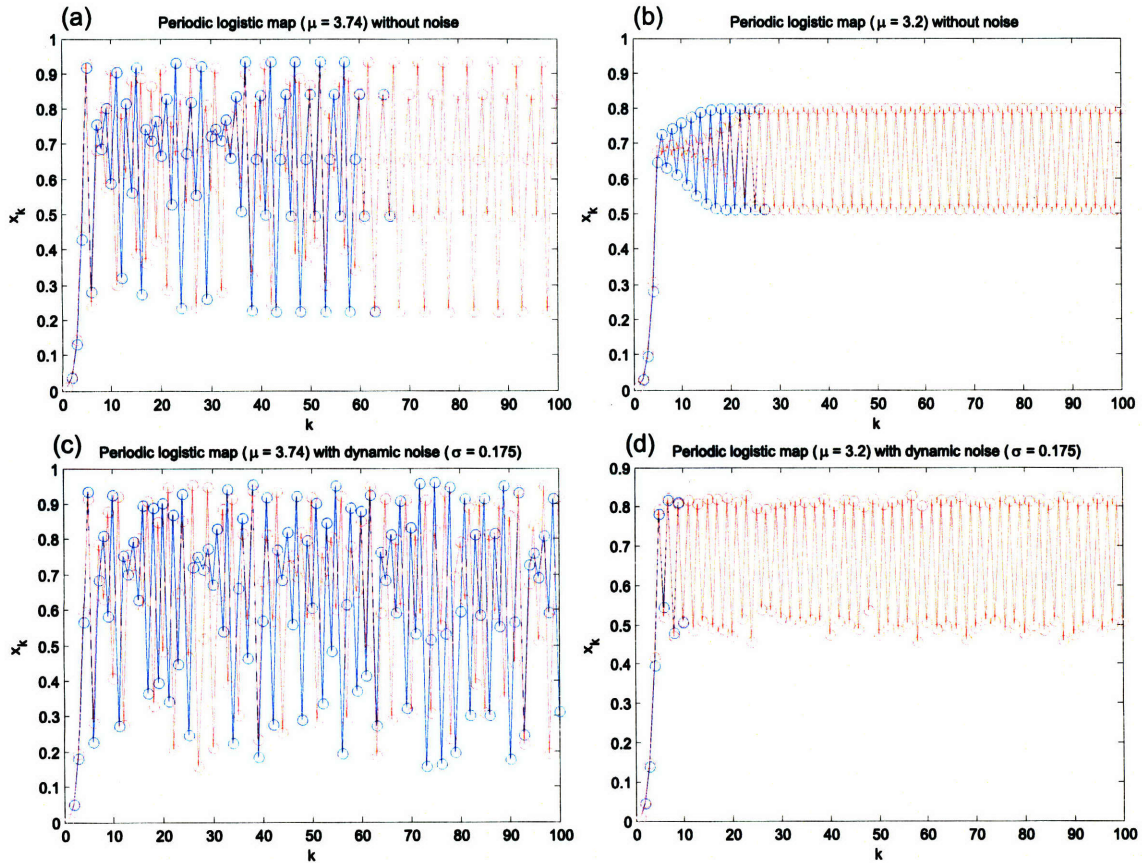 (a)
Periodic logistic map ( μ = 3.74) without noise
1
0.9
0.8
0.7
0.6
0.5
0.4
0.3
0.2
0.1
0
x_k
0 10 20 30 40 50 60 70 80 90 100
k
(b)
Periodic logistic map ( μ = 3.2) without noise
1
0.9
0.8
0.7
0.6
0.5
0.4
0.3
0.2
0.1
0
x_k
0 10 20 30 40 50 60 70 80 90 100
k
(c)
Periodic logistic map ( μ = 3.74) with dynamic noise ( σ = 0.175)
1
0.9
0.8
0.7
0.6
0.5
0.4
0.3
0.2
0.1
0
x_k
0 10 20 30 40 50 60 70 80 90 100
k
(d)
Periodic logistic map ( μ = 3.2) with dynamic noise ( σ = 0.175)
0.9
0.8
0.7
0.6
0.5
0.4
0.3
0.2
0.1
0
x_k
0 10 20 30 40 50 60 70 80 90 100
k